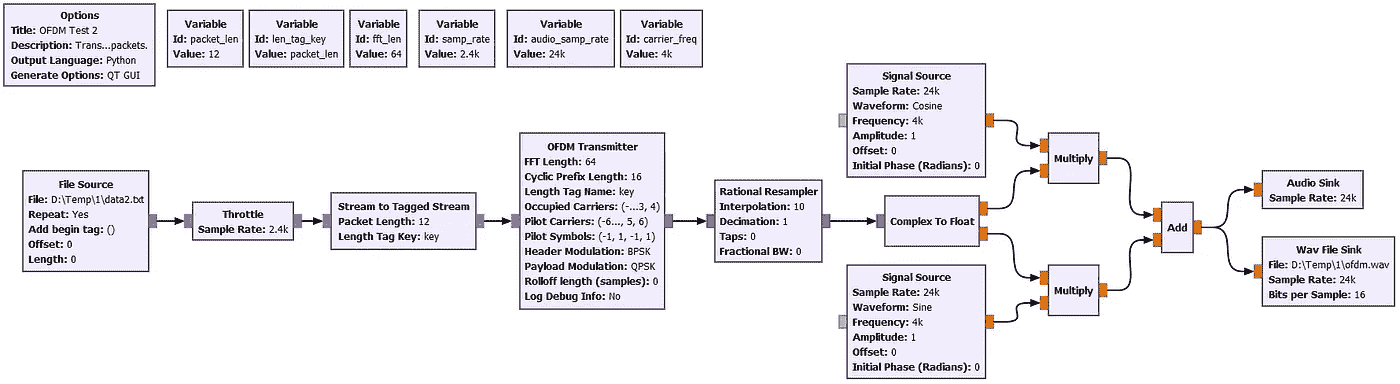 Options
Title: OFDM Test 2
Description: Trans...packets.
Output Language: Python
Generate Options: QT GUI
Variable
Id: packet_len
Value: 12
Variable
Id: len_tag_key
Value: packet_len
Variable
Id: fft_len
Value: 64
Variable
Id: samp_rate
Value: 2.4k
Variable
Id: audio_samp_rate
Value: 24k
Variable
Id: carrier_freq
Value: 4k
File Source
File: D:\Temp\1\data2.txt
Repeat: Yes
Add begin tag: ()
Offset: 0
Length: 0
Throttle
Sample Rate: 2.4k
Stream to Tagged Stream
Packet Length: 12
Length Tag Key: key
OFDM Transmitter
FFT Length: 64
Cyclic Prefix Length: 16
Length Tag Name: key
Occupied Carriers: (-...3, 4)
Pilot Carriers: (-6..., 5, 6)
Pilot Symbols: (-1, 1, -1, 1)
Header Modulation: BPSK
Payload Modulation: QPSK
Rolloff length (samples): 0
Log Debug Info: No
Rational Resampler
Interpolation: 10
Decimation: 1
Taps: 0
Fractional BW: 0
Complex To Float
Signal Source
Sample Rate: 24k
Waveform: Cosine
Frequency: 4k
Amplitude: 1
Offset: 0
Initial Phase (Radians): 0
Signal Source
Sample Rate: 24k
Waveform: Sine
Frequency: 4k
Amplitude: 1
Offset: 0
Initial Phase (Radians): 0
Multiply
Multiply
Add
Audio Sink
Sample Rate: 24k
Wav File Sink
File: D:\Temp\1\ofdm.wav
Sample Rate: 24k
Bits per Sample: 16